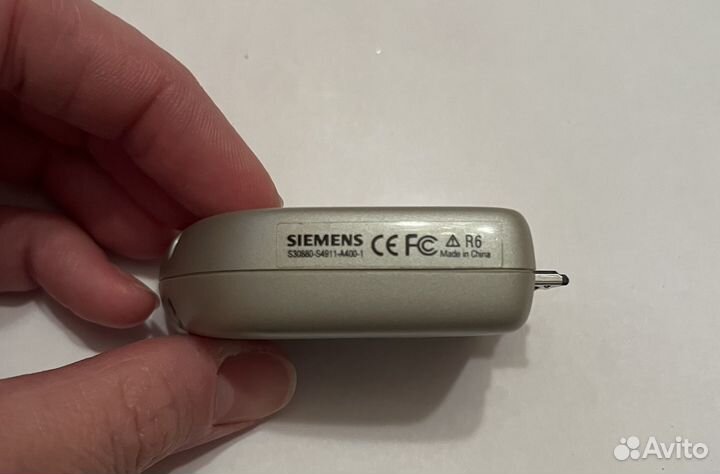 SIEMENS CE FC ⚠ R6
S30880-S4911-A400-1 Made in China
Avito